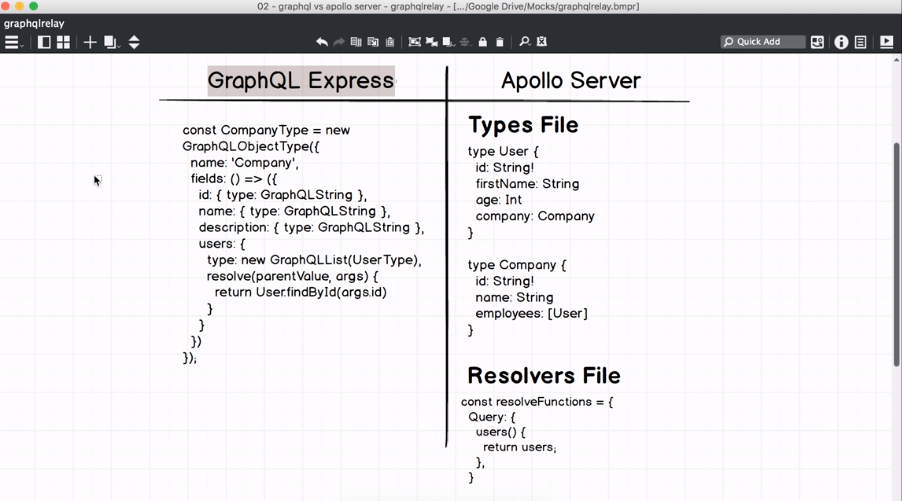 02 - graphql vs apollo server - graphqlrelay - [.../Google Drive/Mocks/graphqlrelay.bmpr]
graphqlrelay
Quick Add
GraphQL Express
const CompanyType = new
GraphQLObjectType({
name: 'Company',
fields: () => ({
id: { type: GraphQLString },
name: { type: GraphQLString },
description: { type: GraphQLString },
users: {
type: new GraphQLList(UserType),
resolve(parentValue, args) {
return User.findById(args.id)
}
}
})
});
Apollo Server
Types File
type User {
id: String!
firstName: String
age: Int
company: Company
}
type Company {
id: String!
name: String
employees: [User]
}
Resolvers File
const resolveFunctions = {
Query: {
users() {
return users;
},
}